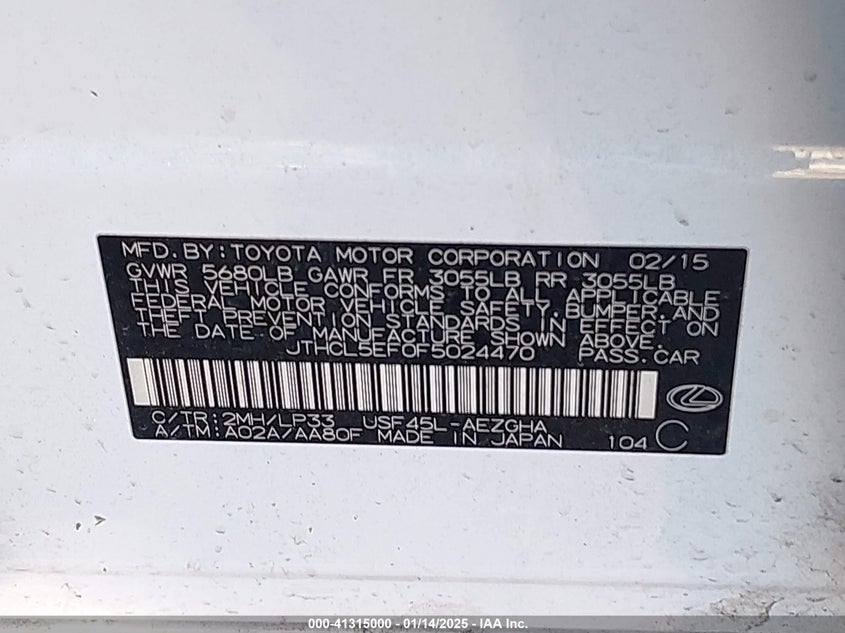 MFD.BY:TOYOTA MOTOR CORPORATION 02/15
GVWR 5680LB GAWR FR 3055LB RR 3055LB
THIS VEHICLE CONFORMS TO ALL APPLICABLE
FEDERAL MOTOR VEHICLE SAFETY,BUMPER,AND
THEFT PREVENTION STANDARDS IN EFFECT ON
THE DATE OF MANUFACTURE SHOWN ABOVE.
JTHCL5EF0F5024470 PASS.CAR
C/TR:2MH/LP33 USF45L-AEZGHA
A/TM:A02A/AA80F MADE IN JAPAN 104 C
000-41315000 - 01/14/2025 - IAA Inc.